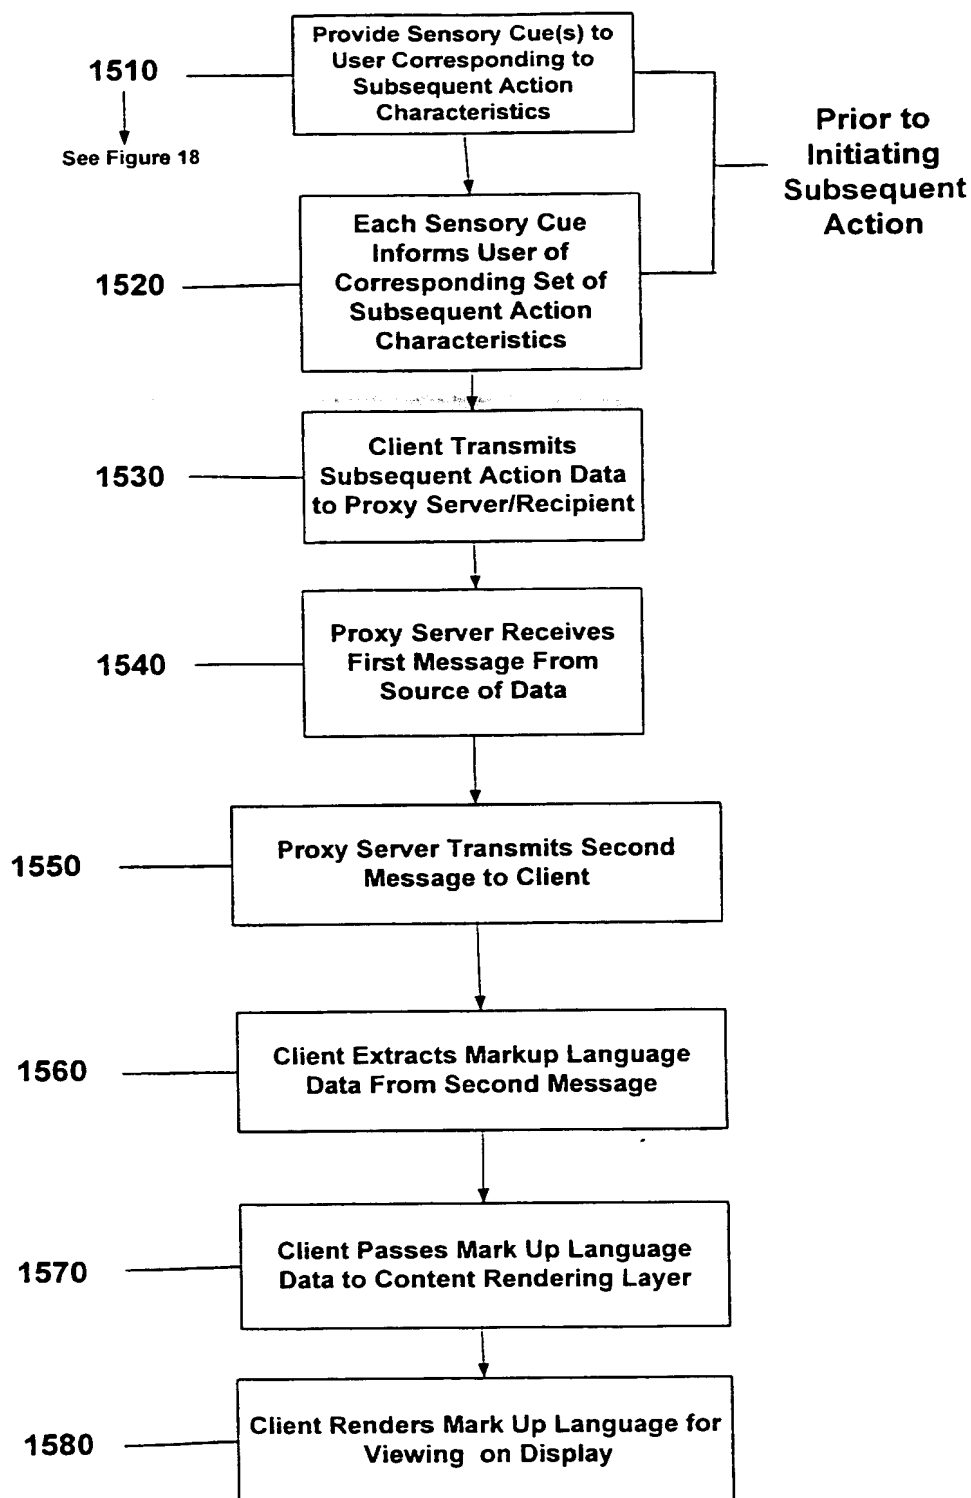 Provide Sensory Cue(s) to
User Corresponding to
Subsequent Action
Characteristics
1510
See Figure 18
Prior to
Initiating
Subsequent
Action
Each Sensory Cue
Informs User of
Corresponding Set of
Subsequent Action
Characteristics
1520
Client Transmits
Subsequent Action Data
to Proxy Server/Recipient
1530
Proxy Server Receives
First Message From
Source of Data
1540
Proxy Server Transmits Second
Message to Client
1550
Client Extracts Markup Language
Data From Second Message
1560
Client Passes Mark Up Language
Data to Content Rendering Layer
1570
Client Renders Mark Up Language for
Viewing on Display
1580